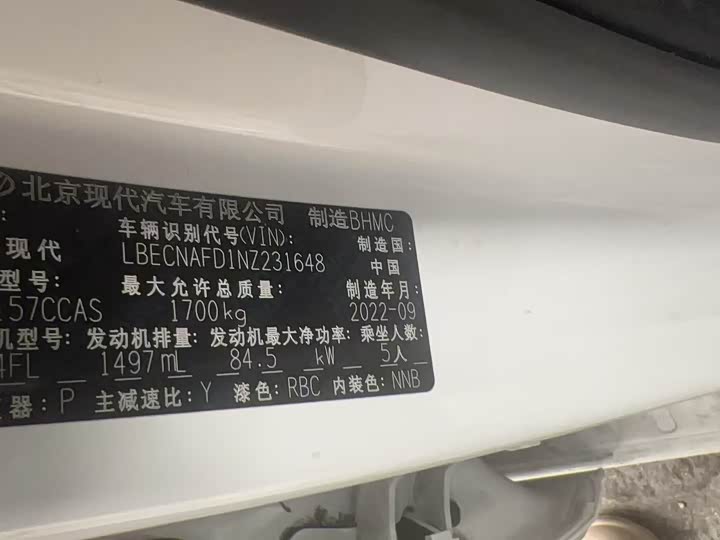 北京现代汽车有限公司 制造BHMC
: 车辆识别代号(VIN): 制造国:
现代 LBECNAFD1NZ231648 中国
型号: 最大允许总质量: 制造年月:
57CCAS 1700kg 2022-09
机型号: 发动机排量: 发动机最大净功率: 乘坐人数:
4FL 1497mL 84.5 kW 5人
器: P 主减速比: Y 漆色: RBC 内装色: NNB